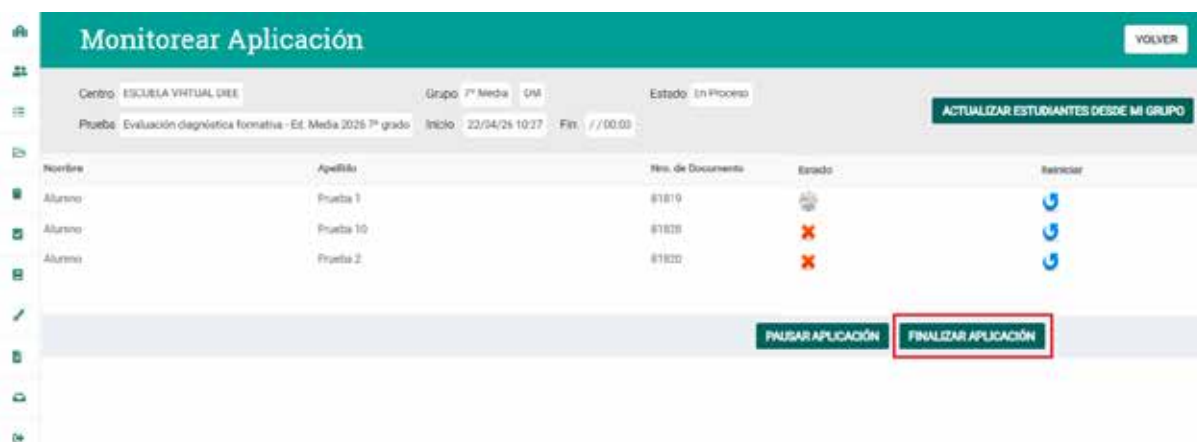 Monitorear Aplicación
VOLVER
Centro ESCUELA VIRTUAL DIEE Grupo 7º Media DM Estado En Proceso
ACTUALIZAR ESTUDIANTES DESDE MI GRUPO
Prueba Evaluación diagnóstica formativa - Ed. Media 2026 7º grado Inicio 22/04/26 10:27 Fin / / 00:00
Nombre Apellido Nro. de Documento Estado Reiniciar
Alumno Prueba 1 81819
Alumno Prueba 10 81828
Alumno Prueba 2 81820
PAUSAR APLICACIÓN FINALIZAR APLICACIÓN